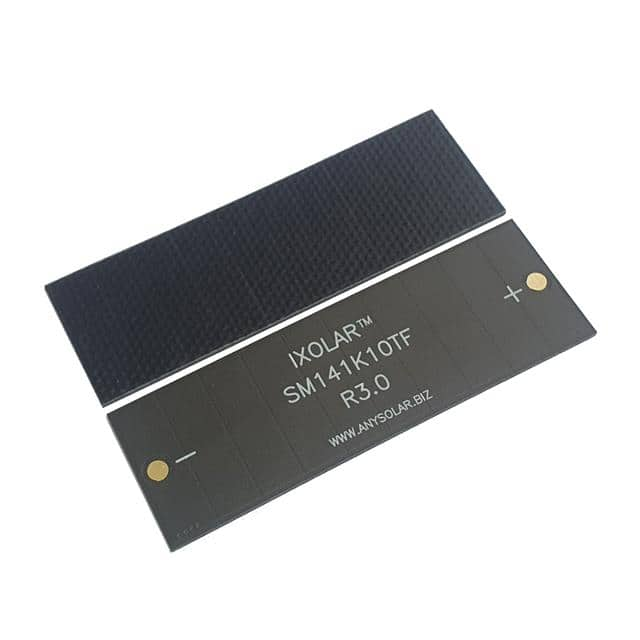 IXOLAR™
SM141K10TF
R3.0
WWW.ANYSOLAR.BIZ
+
−